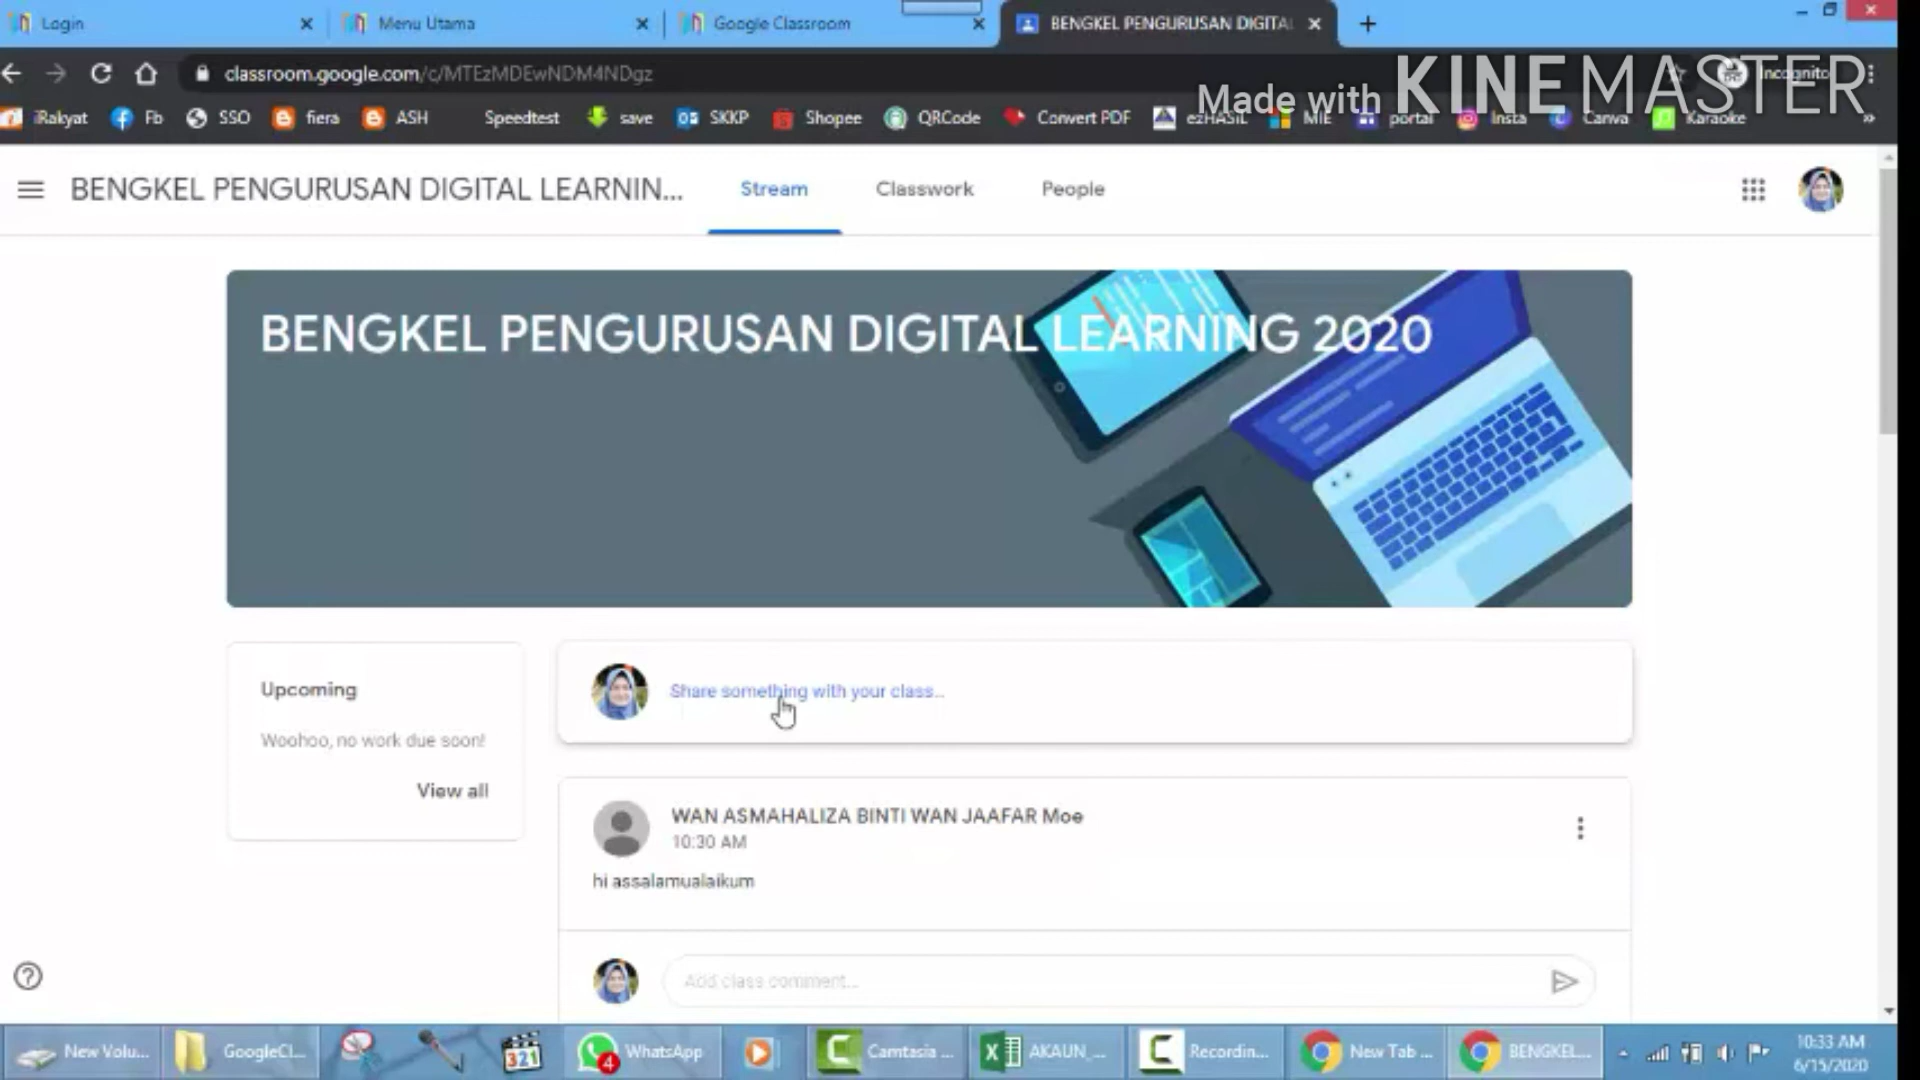 Login
Menu Utama
Google Classroom
BENGKEL PENGURUSAN DIGITAL
classroom.google.com/c/MTEzMDEwNDM4NDgz
Incognito
Made with KINEMASTER
iRakyat
Fb
SSO
fiera
ASH
Speedtest
save
SKKP
Shopee
QRCode
Convert PDF
ezHASIL
MIE
portal
Insta
Canva
Karaoke
BENGKEL PENGURUSAN DIGITAL LEARNIN...
Stream
Classwork
People
BENGKEL PENGURUSAN DIGITAL LEARNING 2020
Upcoming
Woohoo, no work due soon!
View all
Share something with your class...
WAN ASMAHALIZA BINTI WAN JAAFAR Moe
10:30 AM
hi assalamualaikum
Add class comment...
New Volu...
GoogleCl...
321
4
WhatsApp
Camtasia ...
AKAUN_...
Recordin...
New Tab ...
BENGKEL...
10:33 AM
6/15/2020